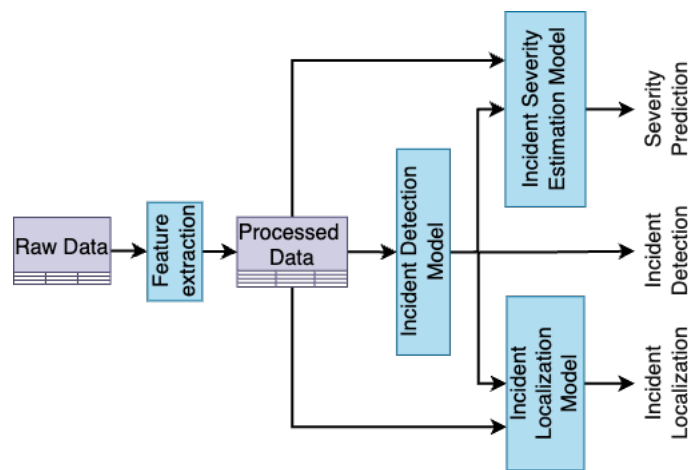 Raw Data
Feature
extraction
Processed
Data
Incident Detection
Model
Incident Severity
Estimation Model
Incident
Localization
Model
Severity
Prediction
Incident
Detection
Incident
Localization